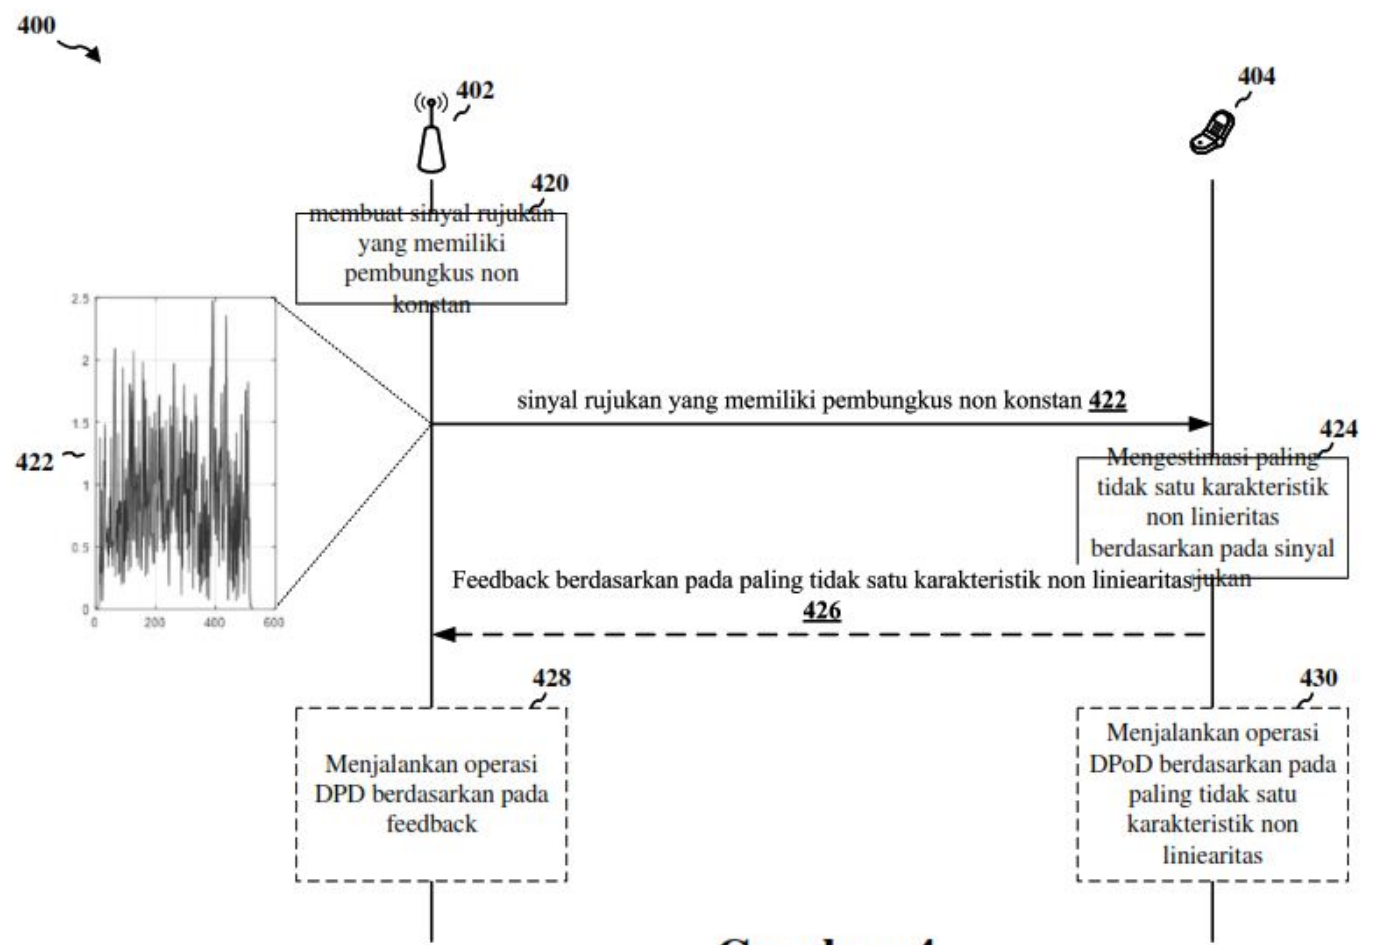 400
402
404
420
membuat sinyal rujukan
yang memiliki
pembungkus non
konstan
2.5
2
1.5
1
0.5
0
0 200 400 600
422
sinyal rujukan yang memiliki pembungkus non konstan 422
424
Mengestimasi paling
tidak satu karakteristik
non linieritas
berdasarkan pada sinyal
Feedback berdasarkan pada paling tidak satu karakteristik non liniearitas
426
428
Menjalankan operasi
DPD berdasarkan pada
feedback
430
Menjalankan operasi
DPoD berdasarkan pada
paling tidak satu
karakteristik non
liniearitas